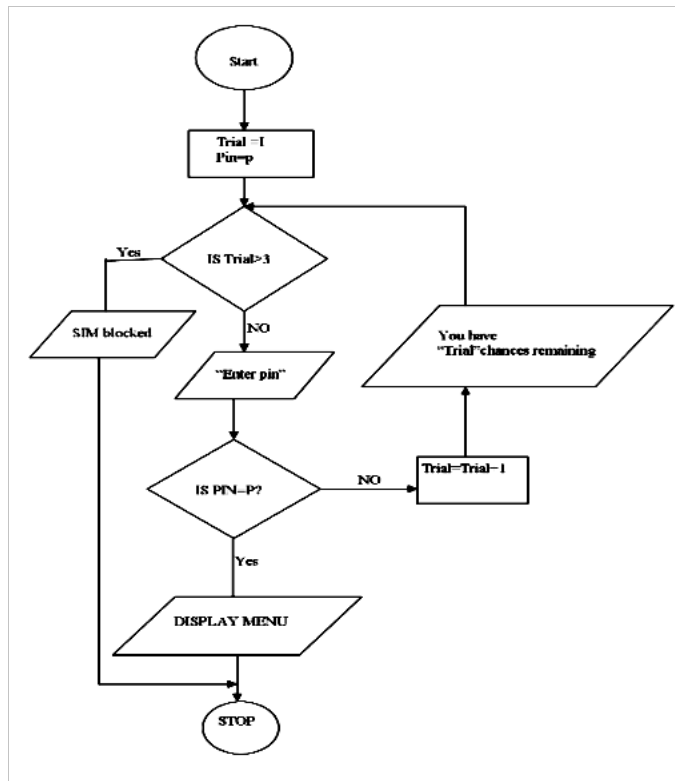 Start
Trial =1
Pin=p
IS Trial>3
Yes
SIM blocked
NO
"Enter pin"
You have
"Trial"chances remaining
IS PIN=P?
NO
Trial=Trial-1
Yes
DISPLAY MENU
STOP